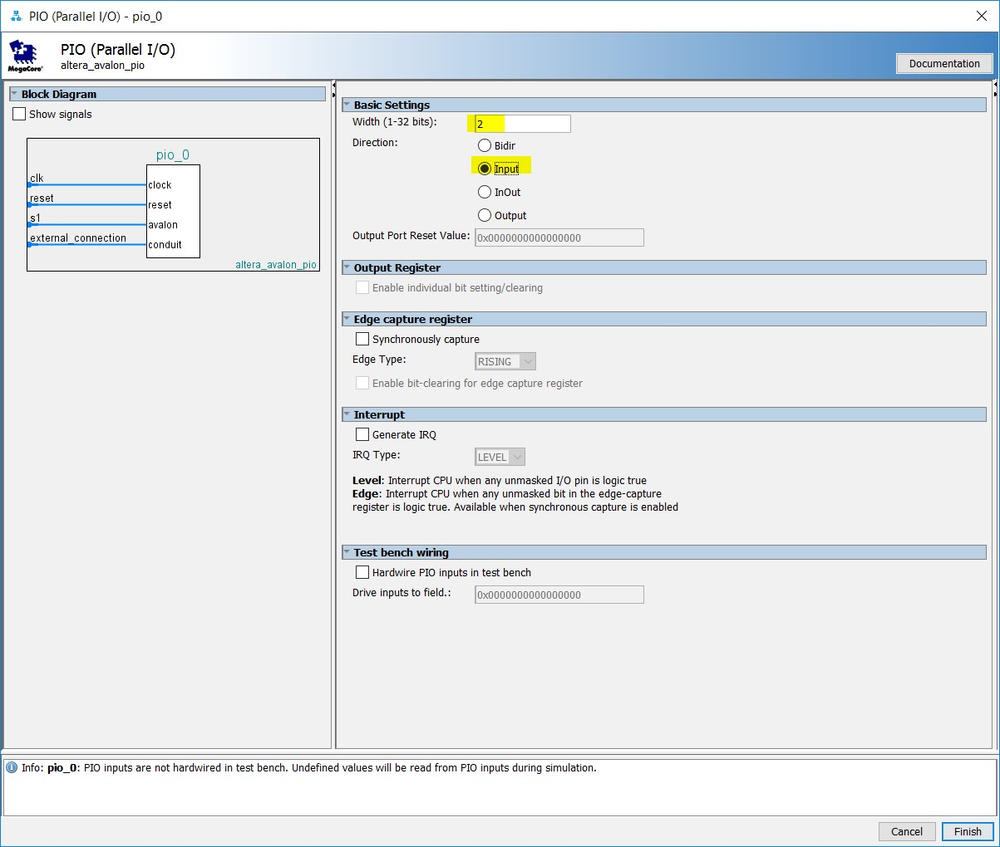 PIO (Parallel I/O) - pio_0
MegaCore®
PIO (Parallel I/O)
altera_avalon_pio
Documentation
Block Diagram
Show signals
pio_0
clk
clock
reset
reset
s1
avalon
external_connection
conduit
altera_avalon_pio
Basic Settings
Width (1-32 bits): 2
Direction: Bidir
Input
InOut
Output
Output Port Reset Value: 0x0000000000000000
Output Register
Enable individual bit setting/clearing
Edge capture register
Synchronously capture
Edge Type: RISING
Enable bit-clearing for edge capture register
Interrupt
Generate IRQ
IRQ Type: LEVEL
Level: Interrupt CPU when any unmasked I/O pin is logic true
Edge: Interrupt CPU when any unmasked bit in the edge-capture
register is logic true. Available when synchronous capture is enabled
Test bench wiring
Hardwire PIO inputs in test bench
Drive inputs to field.: 0x0000000000000000
Info: pio_0: PIO inputs are not hardwired in test bench. Undefined values will be read from PIO inputs during simulation.
Cancel Finish